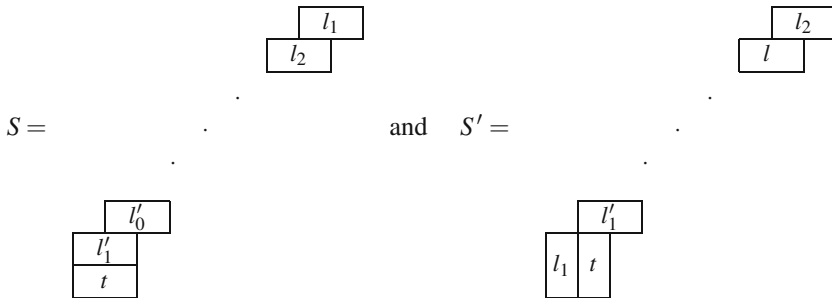 l₁ l₂
l₂ l
S = and S′ =
l′₀ l′₁
l′₁ l₁ t
t